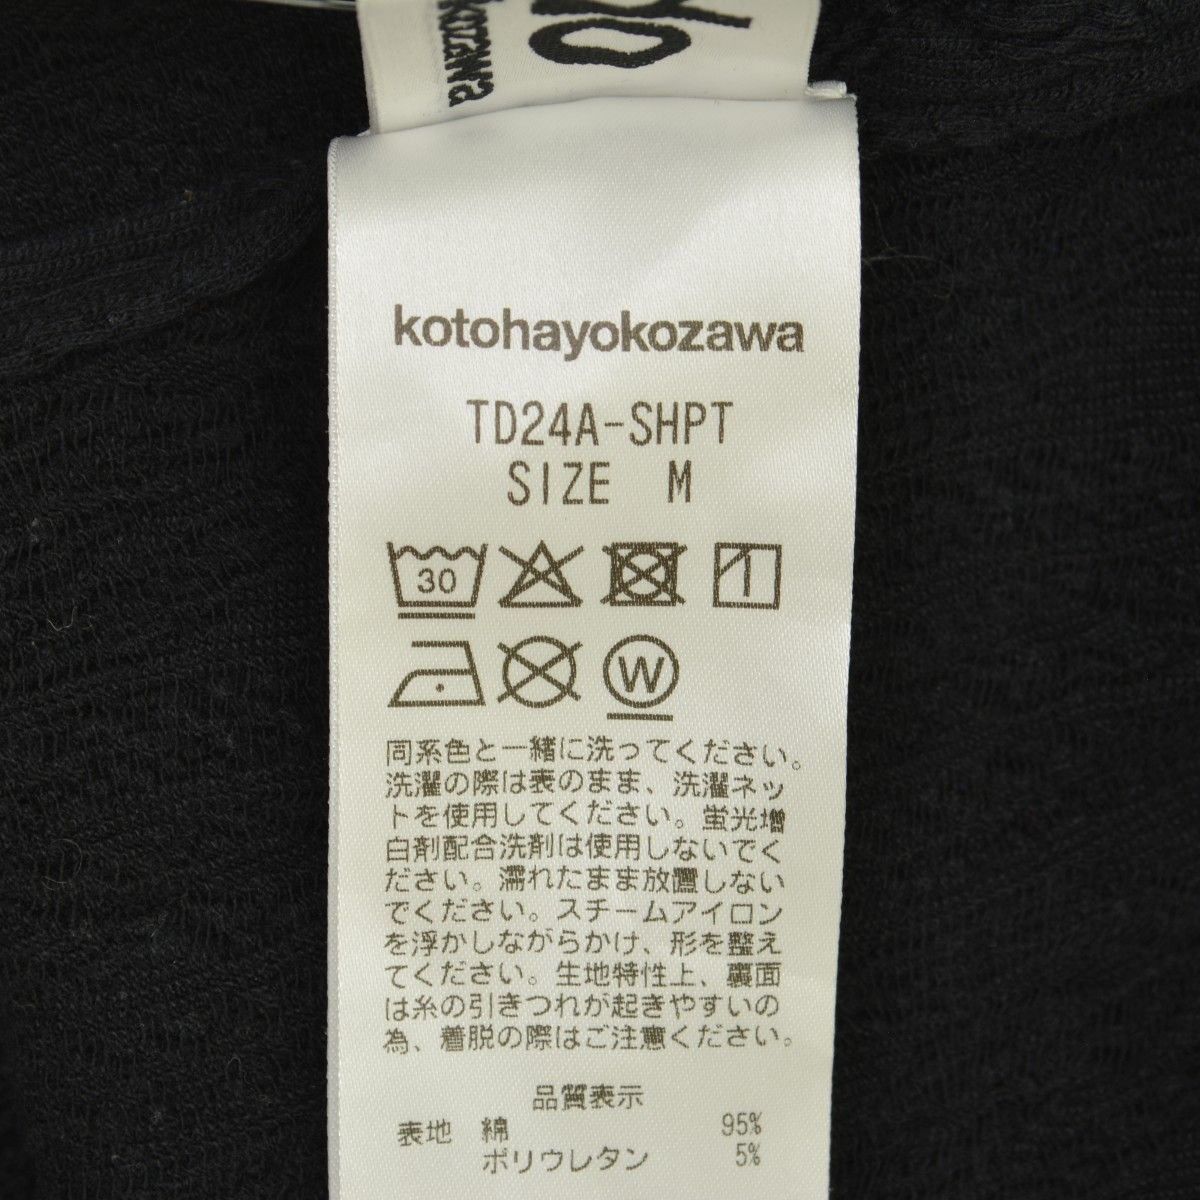 kozawa
YO
kotohayokozawa
TD24A-SHPT
SIZE M
30
W
同系色と一緒に洗ってください。
洗濯の際は表のまま、洗濯ネッ
トを使用してください。蛍光増
白剤配合洗剤は使用しないでく
ださい。濡れたまま放置しない
でください。スチームアイロン
を浮かしながらかけ、形を整え
てください。生地特性上、裏面
は糸の引きつれが起きやすいの
為、着脱の際はご注意ください。
品質表示
表地 綿 95%
ポリウレタン 5%